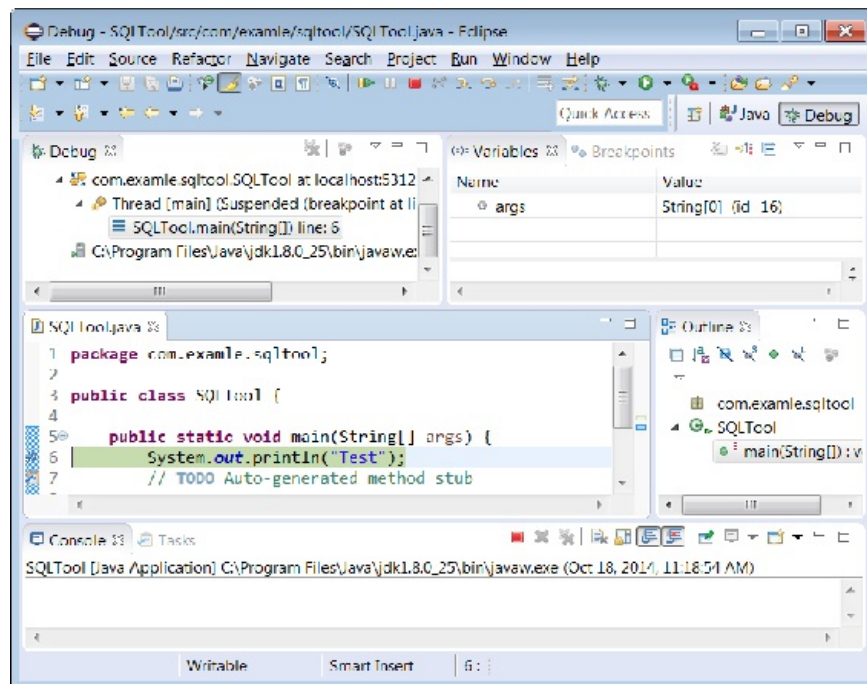 Debug - SQLTool/src/com/examle/sqltool/SQLTool.java - Eclipse
File Edit Source Refactor Navigate Search Project Run Window Help
Quick Access Java Debug
Debug
com.examle.sqltool.SQLTool at localhost:5312
Thread [main] (Suspended (breakpoint at li
SQLTool.main(String[]) line: 6
C:\Program Files\Java\jdk1.8.0_25\bin\javaw.ex
(x)= Variables Breakpoints
Name Value
args String[0] (id=16)
SQLTool.java
1 package com.examle.sqltool;
2
3 public class SQLTool {
4
5 public static void main(String[] args) {
6 System.out.println("Test");
7 // TODO Auto-generated method stub
Outline
com.examle.sqltool
SQLTool
main(String[]) : v
Console Tasks
SQLTool [Java Application] C:\Program Files\Java\jdk1.8.0_25\bin\javaw.exe (Oct 18, 2014, 11:18:54 AM)
Writable Smart Insert 6 :